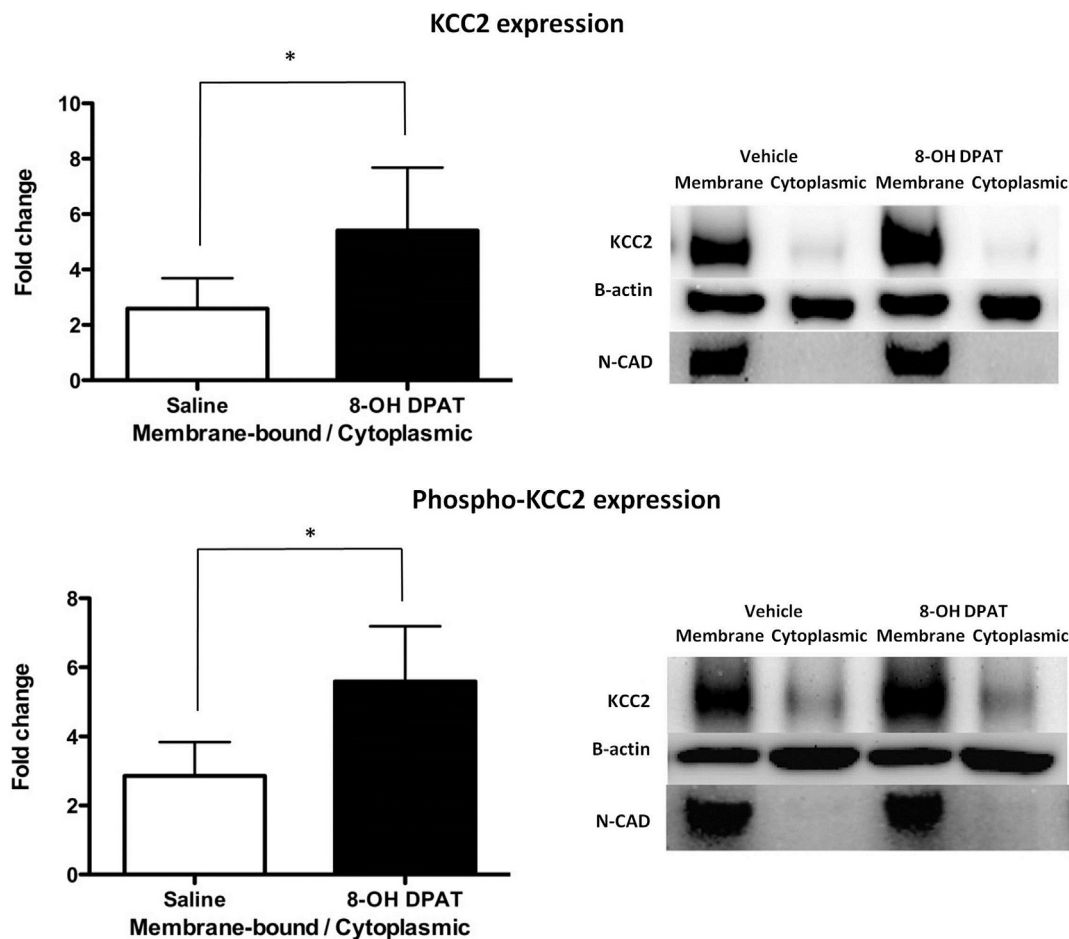 KCC2 expression
*
10
8
6
4
2
0
Fold change
Saline
8-OH DPAT
Membrane-bound / Cytoplasmic
Vehicle
8-OH DPAT
Membrane Cytoplasmic Membrane Cytoplasmic
KCC2
B-actin
N-CAD
Phospho-KCC2 expression
*
8
6
4
2
0
Fold change
Saline
8-OH DPAT
Membrane-bound / Cytoplasmic
Vehicle
8-OH DPAT
Membrane Cytoplasmic Membrane Cytoplasmic
KCC2
B-actin
N-CAD